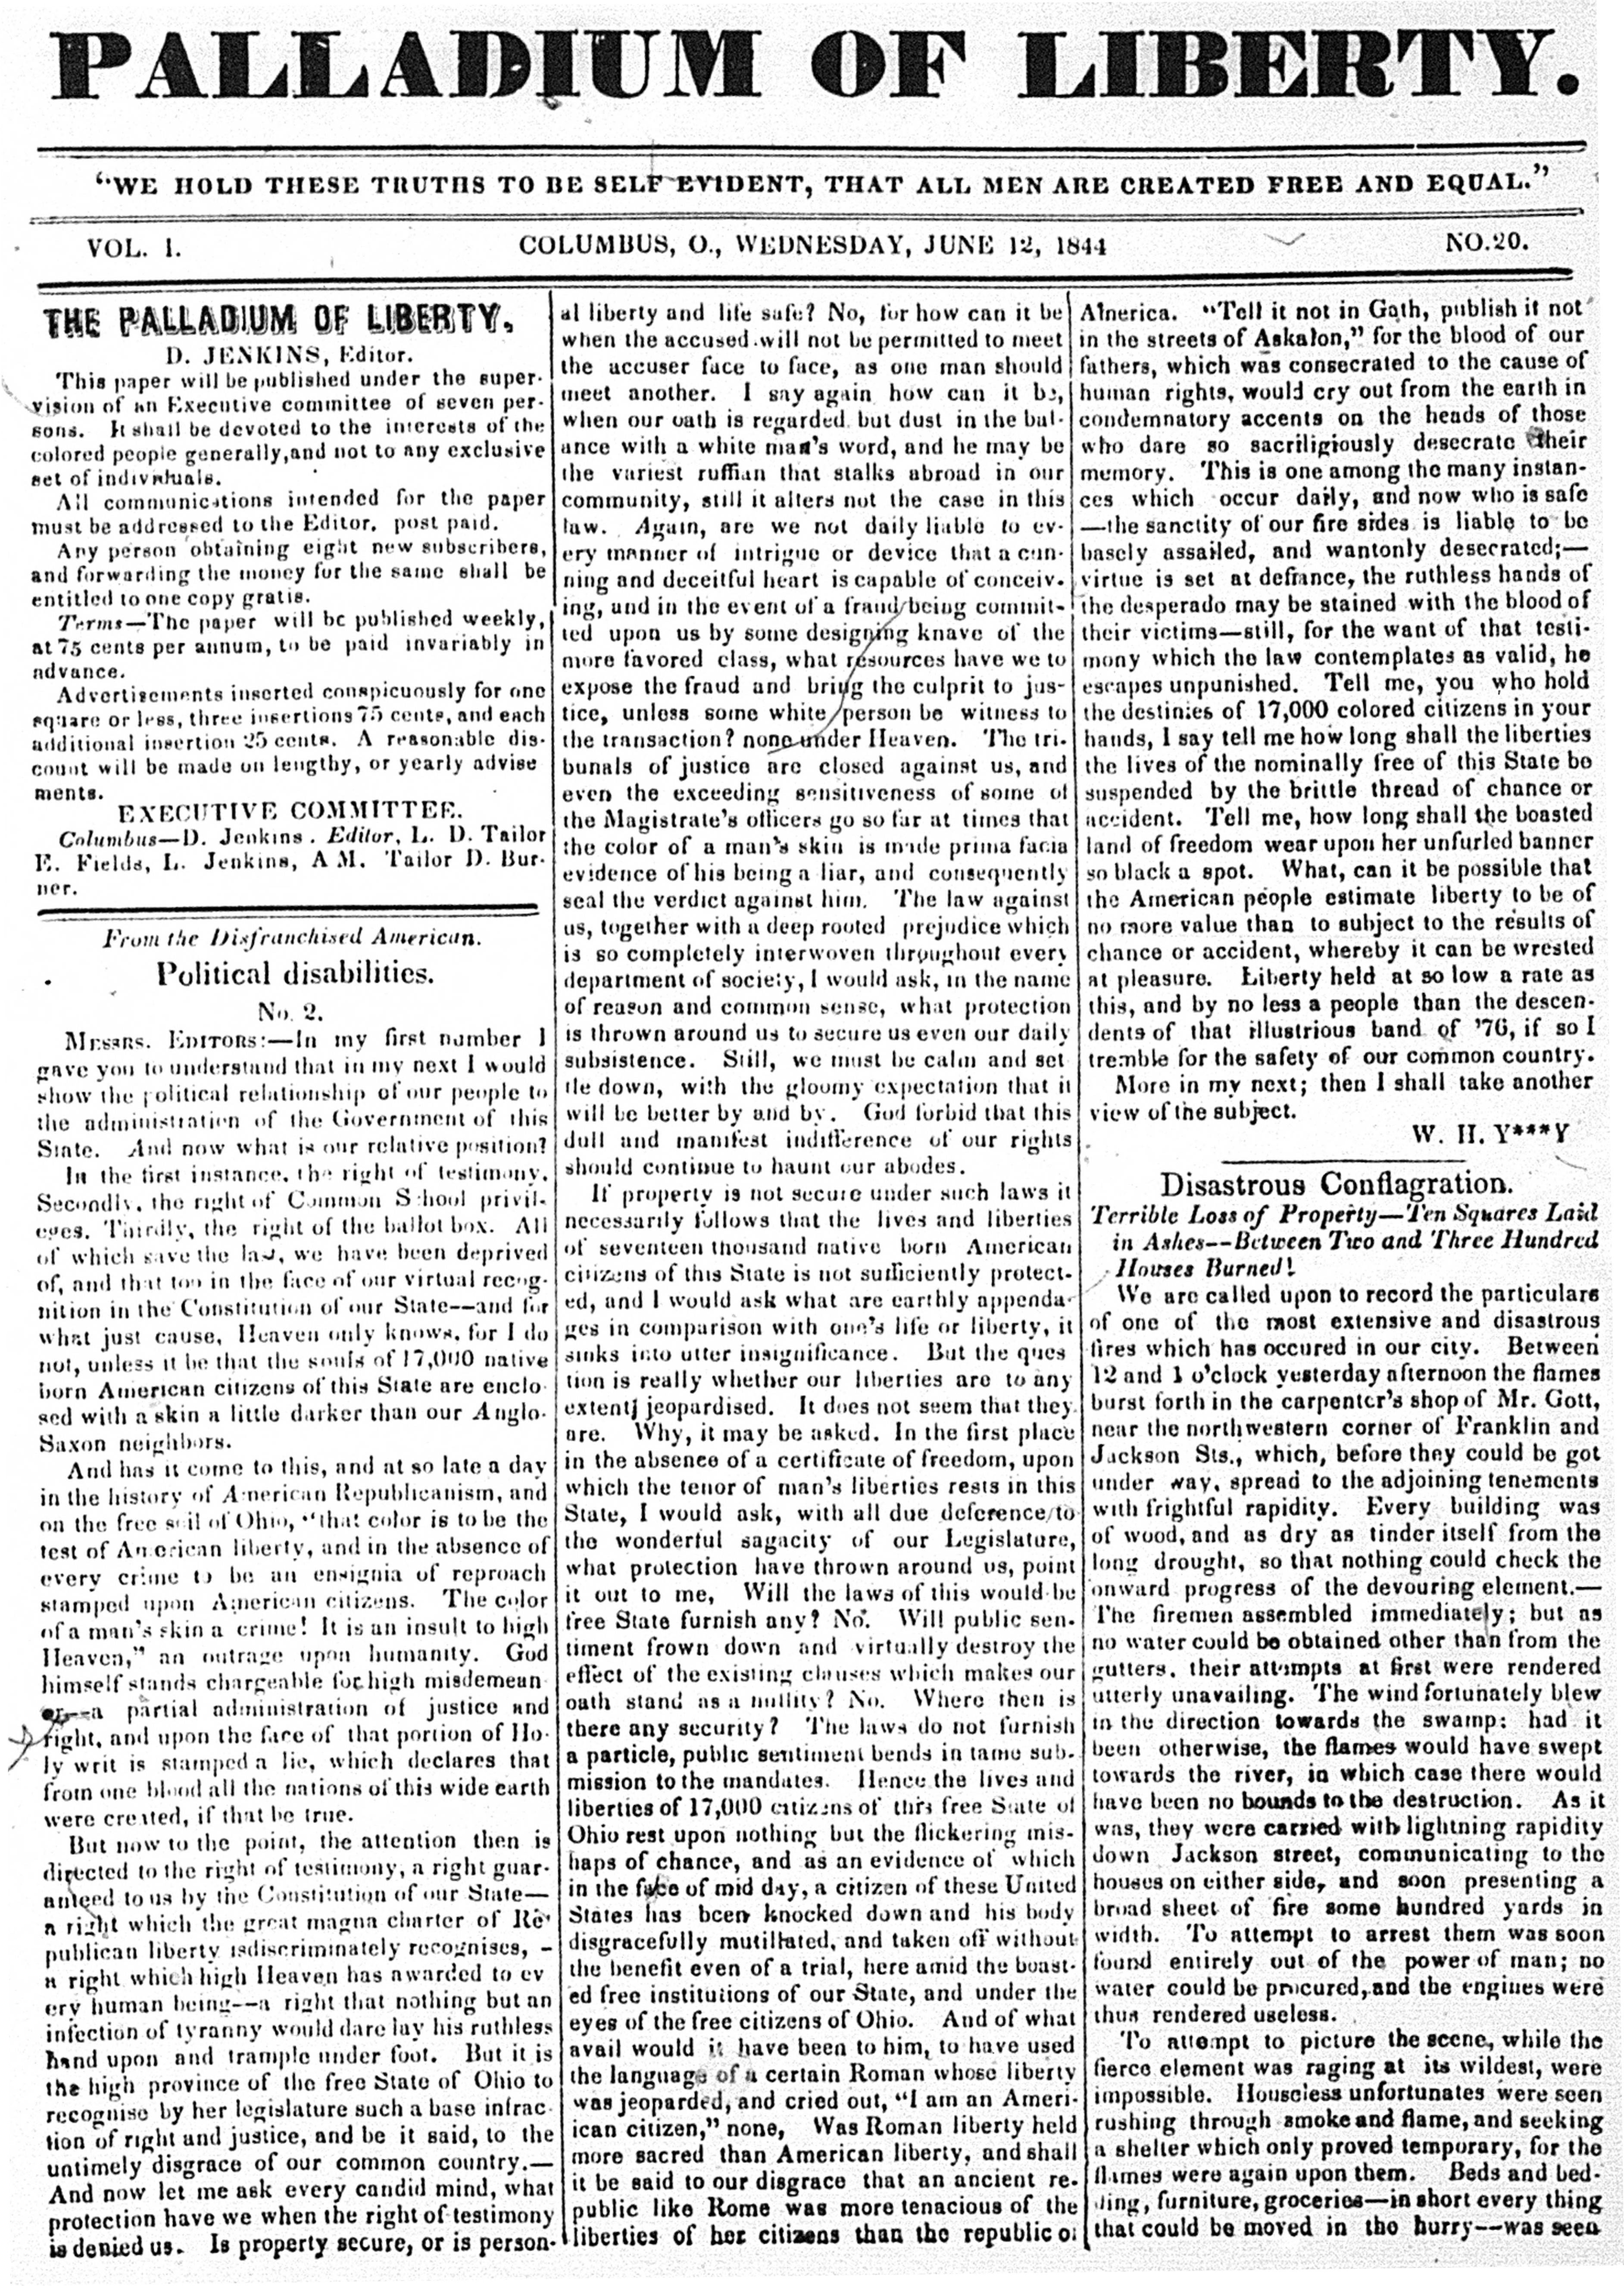 PALLADIUM OF LIBERTY.
"WE HOLD THESE TRUTHS TO BE SELF EVIDENT, THAT ALL MEN ARE CREATED FREE AND EQUAL."
VOL. I.
COLUMBUS, O., WEDNESDAY, JUNE 12, 1844
NO.20.
THE PALLADIUM OF LIBERTY.
D. JENKINS, Editor.
This paper will be published under the super-
vision of an Executive committee of seven per-
sons. It shall be devoted to the interests of the
colored people generally,and not to any exclusive
set of indivduals.
All communications intended for the paper
must be addressed to the Editor, post paid.
Any person obtaining eight new subscribers,
and forwarding the money for the same shall be
entitled to one copy gratis.
Terms—The paper will be published weekly,
at 75 cents per annum, to be paid invariably in
advance.
Advertisements inserted conspicuously for one
square or less, three insertions 75 cents, and each
additional insertion 25 cents. A reasonable dis-
count will be made on lengthy, or yearly advise
ments.
EXECUTIVE COMMITTEE.
Columbus—D. Jenkins. Editor, L. D. Tailor
E. Fields, L. Jenkins, A M. Tailor D. Bur-
ner.
From the Disfranchised American.
Political disabilities.
No. 2.
MESSRS. EDITORS:—In my first number I
gave you to understand that in my next I would
show the political relationship of our people to
the administration of the Government of this
State. And now what is our relative position?
In the first instance, the right of testimony.
Secondly, the right of Common School privil-
eges. Thirdly, the right of the ballot box. All
of which save the last, we have been deprived
of, and that too in the face of our virtual recog-
nition in the Constitution of our State--and for
what just cause, Heaven only knows, for I do
not, unless it be that the souls of 17,000 native
born American citizens of this State are enclo-
sed with a skin a little darker than our Anglo-
Saxon neighbors.
And has it come to this, and at so late a day
in the history of American Republicanism, and
on the free soil of Ohio, "that color is to be the
test of American liberty, and in the absence of
every crime to be an ensignia of reproach
stamped upon American citizens. The color
of a man's skin a crime! It is an insult to high
Heaven," an outrage upon humanity. God
himself stands chargeable for high misdemean
or--a partial administration of justice and
right, and upon the face of that portion of Ho-
ly writ is stamped a lie, which declares that
from one blood all the nations of this wide earth
were created, if that be true.
But now to the point, the attention then is
directed to the right of testimony, a right guar-
anteed to us by the Constitution of our State—
a right which the great magna charter of Re-
publican liberty indiscriminately recognises, -
a right which high Heaven has awarded to ev
ery human being--a right that nothing but an
infection of tyranny would dare lay his ruthless
hand upon and trample under foot. But it is
the high province of the free State of Ohio to
recognise by her legislature such a base infrac-
tion of right and justice, and be it said, to the
untimely disgrace of our common country.—
And now let me ask every candid mind, what
protection have we when the right of testimony
is denied us. Is property secure, or is person-
al liberty and life safe? No, for how can it be
when the accused will not be permitted to meet
the accuser face to face, as one man should
meet another. I say again how can it be,
when our oath is regarded but dust in the bal-
ance with a white man's word, and he may be
the variest ruffian that stalks abroad in our
community, still it alters not the case in this
law. Again, are we not daily liable to ev-
ery manner of intrigue or device that a cun-
ning and deceitful heart is capable of conceiv-
ing, and in the event of a fraud being commit-
ted upon us by some designing knave of the
more favored class, what resources have we to
expose the fraud and bring the culprit to jus-
tice, unless some white person be witness to
the transaction? none under Heaven. The tri-
bunals of justice are closed against us, and
even the exceeding sensitiveness of some of
the Magistrate's officers go so far at times that
the color of a man's skin is made prima facia
evidence of his being a liar, and consequently
seal the verdict against him. The law against
us, together with a deep rooted prejudice which
is so completely interwoven throughout every
department of society, I would ask, in the name
of reason and common sense, what protection
is thrown around us to secure us even our daily
subsistence. Still, we must be calm and set
tle down, with the gloomy expectation that it
will be better by and by. God forbid that this
dull and manifest indifference of our rights
should continue to haunt our abodes.
If property is not secure under such laws it
necessarily follows that the lives and liberties
of seventeen thousand native born American
citizens of this State is not sufficiently protect-
ed, and I would ask what are earthly appenda-
ges in comparison with one's life or liberty, it
sinks into utter insignificance. But the ques
tion is really whether our liberties are to any
extent jeopardised. It does not seem that they
are. Why, it may be asked. In the first place
in the absence of a certificate of freedom, upon
which the tenor of man's liberties rests in this
State, I would ask, with all due deference to
the wonderful sagacity of our Legislature,
what protection have thrown around us, point
it out to me, Will the laws of this would-be
free State furnish any? No. Will public sen-
timent frown down and virtually destroy the
effect of the existing clauses which makes our
oath stand as a nullity? No. Where then is
there any security? The laws do not furnish
a particle, public sentiment bends in tame sub-
mission to the mandates. Hence the lives and
liberties of 17,000 citizens of this free State of
Ohio rest upon nothing but the flickering mis-
haps of chance, and as an evidence of which
in the face of mid day, a citizen of these United
States has been knocked down and his body
disgracefully mutillated, and taken off without
the benefit even of a trial, here amid the boast-
ed free institutions of our State, and under the
eyes of the free citizens of Ohio. And of what
avail would it have been to him, to have used
the language of a certain Roman whose liberty
was jeoparded, and cried out, "I am an Ameri-
ican citizen," none, Was Roman liberty held
more sacred than American liberty, and shall
it be said to our disgrace that an ancient re-
public like Rome was more tenacious of the
liberties of her citizens than the republic of
America. "Tell it not in Gath, publish it not
in the streets of Askalon," for the blood of our
fathers, which was consecrated to the cause of
human rights, would cry out from the earth in
condemnatory accents on the heads of those
who dare so sacriligiously desecrate their
memory. This is one among the many instan-
ces which occur daily, and now who is safe
—the sanctity of our fire sides is liable to be
basely assailed, and wantonly desecrated;—
virtue is set at defiance, the ruthless hands of
the desperado may be stained with the blood of
their victims—still, for the want of that testi-
mony which the law contemplates as valid, he
escapes unpunished. Tell me, you who hold
the destinies of 17,000 colored citizens in your
hands, I say tell me how long shall the liberties
the lives of the nominally free of this State be
suspended by the brittle thread of chance or
accident. Tell me, how long shall the boasted
land of freedom wear upon her unfurled banner
so black a spot. What, can it be possible that
the American people estimate liberty to be of
no more value than to subject to the results of
chance or accident, whereby it can be wrested
at pleasure. Liberty held at so low a rate as
this, and by no less a people than the descen-
dents of that illustrious band of '76, if so I
tremble for the safety of our common country.
More in my next; then I shall take another
view of the subject.
W. H. Y***Y
Disastrous Conflagration.
Terrible Loss of Property—Ten Squares Laid
in Ashes--Between Two and Three Hundred
Houses Burned!
We are called upon to record the particulars
of one of the most extensive and disastrous
fires which has occured in our city. Between
12 and 1 o'clock yesterday afternoon the flames
burst forth in the carpenter's shop of Mr. Gott,
near the northwestern corner of Franklin and
Jackson Sts., which, before they could be got
under way, spread to the adjoining tenements
with frightful rapidity. Every building was
of wood, and as dry as tinder itself from the
long drought, so that nothing could check the
onward progress of the devouring element.—
The firemen assembled immediately; but as
no water could be obtained other than from the
gutters, their attempts at first were rendered
utterly unavailing. The wind fortunately blew
in the direction towards the swamp: had it
been otherwise, the flames would have swept
towards the river, in which case there would
have been no bounds to the destruction. As it
was, they were carried with lightning rapidity
down Jackson street, communicating to the
houses on either side, and soon presenting a
broad sheet of fire some hundred yards in
width. To attempt to arrest them was soon
found entirely out of the power of man; no
water could be procured, and the engines were
thus rendered useless.
To attempt to picture the scene, while the
fierce element was raging at its wildest, were
impossible. Houseless unfortunates were seen
rushing through smoke and flame, and seeking
a shelter which only proved temporary, for the
flames were again upon them. Beds and bed-
ding, furniture, groceries—in short every thing
that could be moved in the hurry--was seen